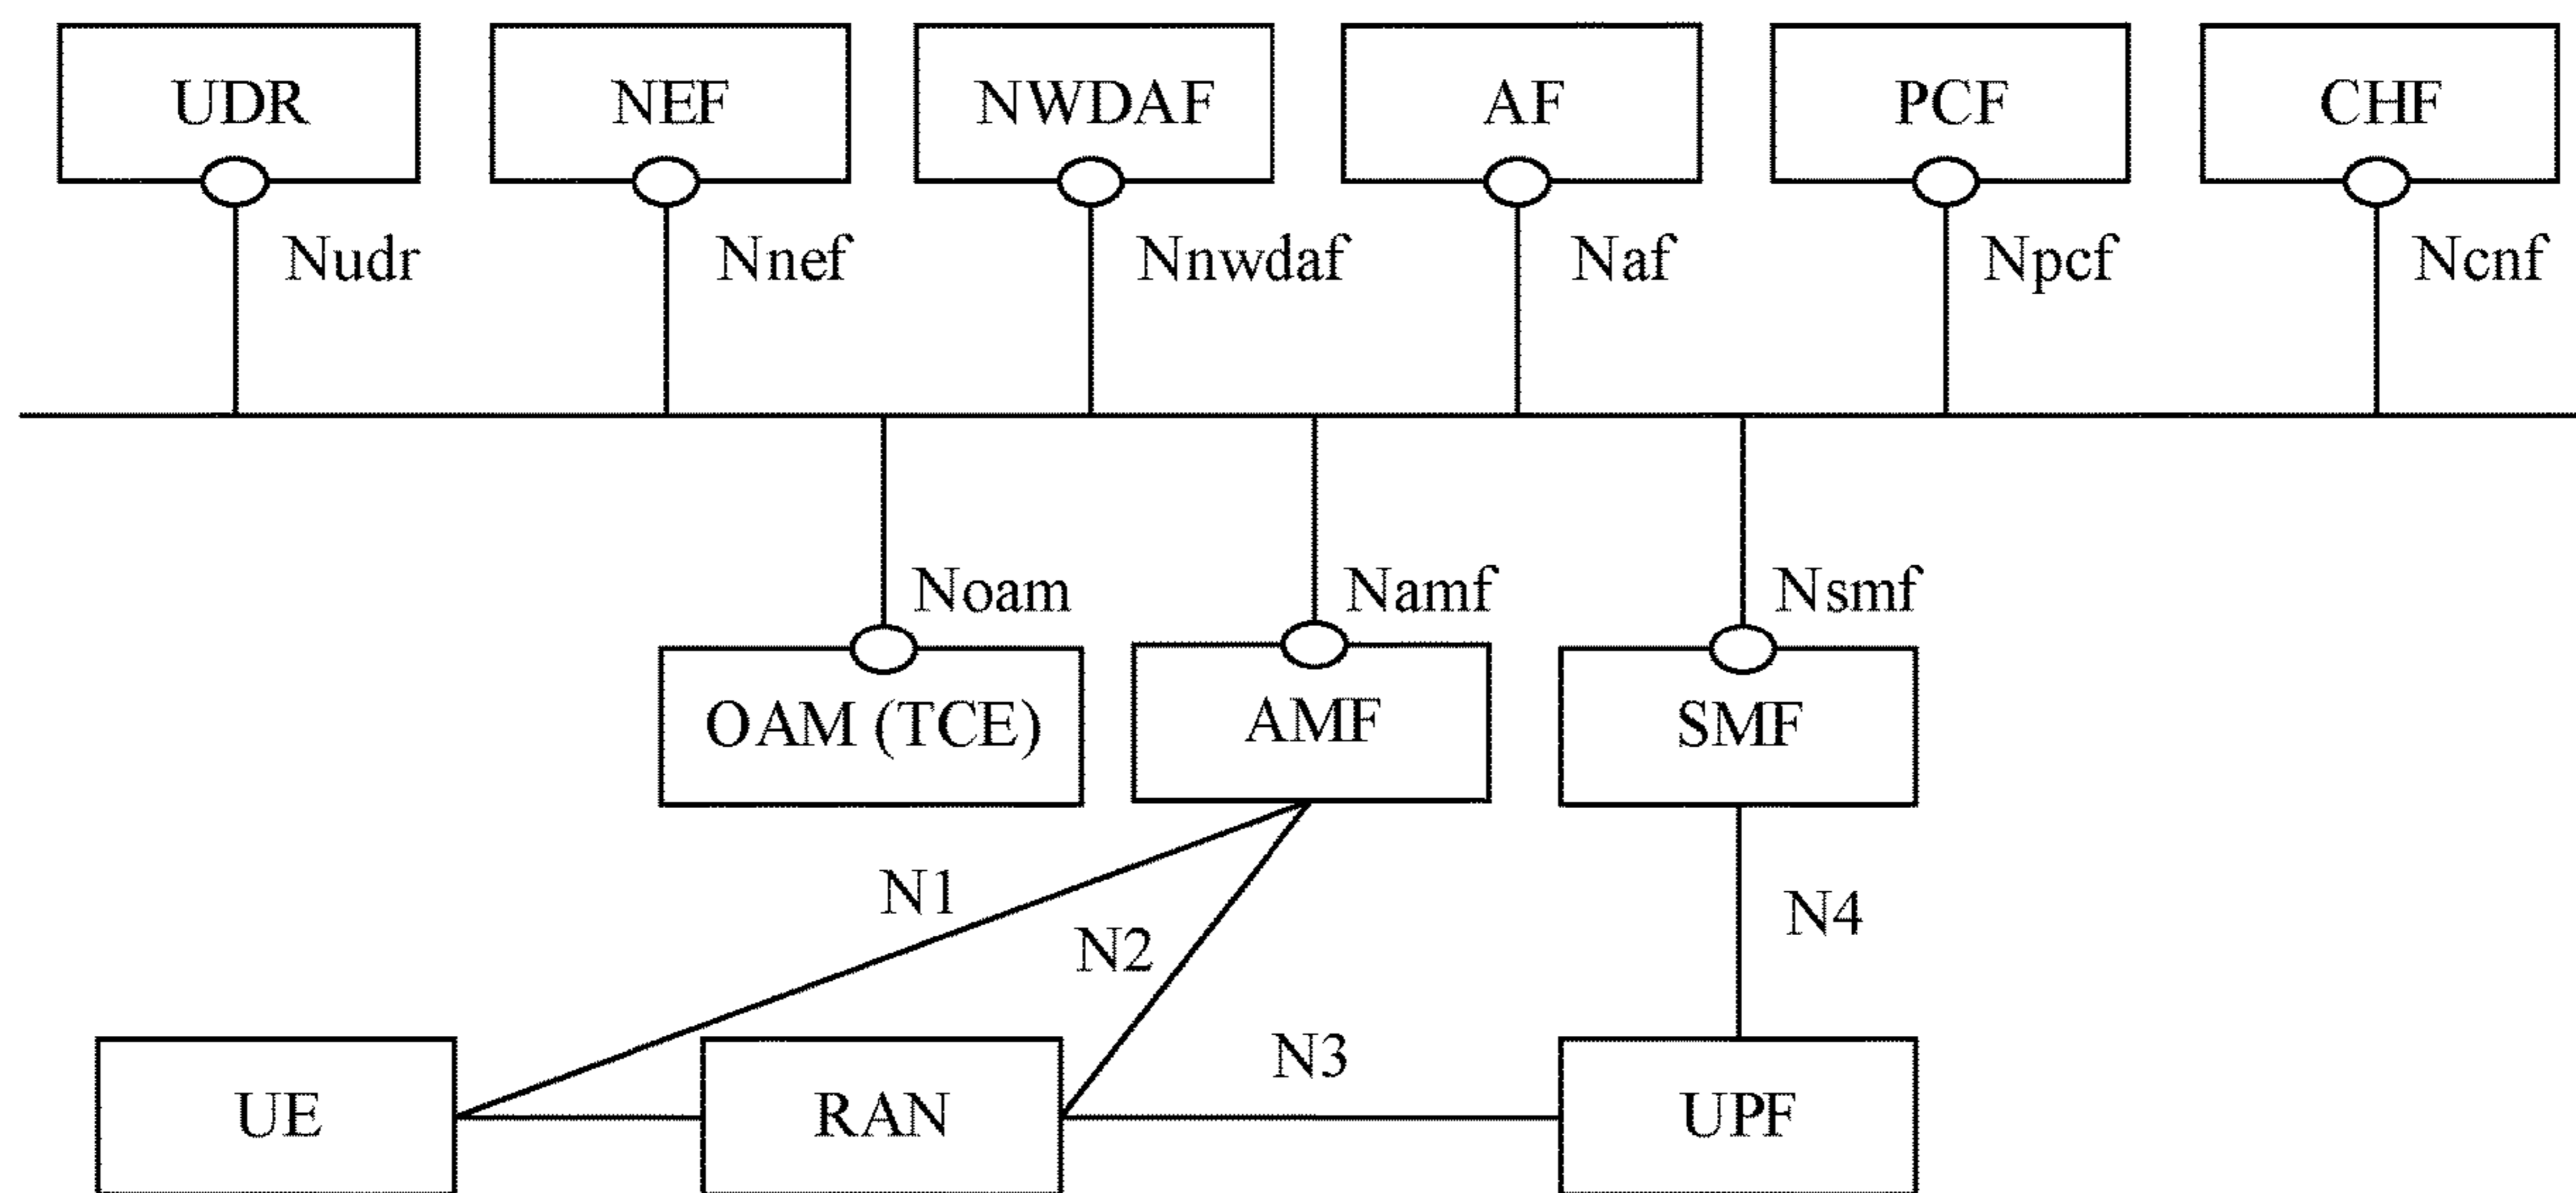 UDR NEF NWDAF AF PCF CHF
Nudr Nnef Nnwdaf Naf Npcf Ncnf
Noam Namf Nsmf
OAM (TCE) AMF SMF
N1 N4
N2
N3
UE RAN UPF